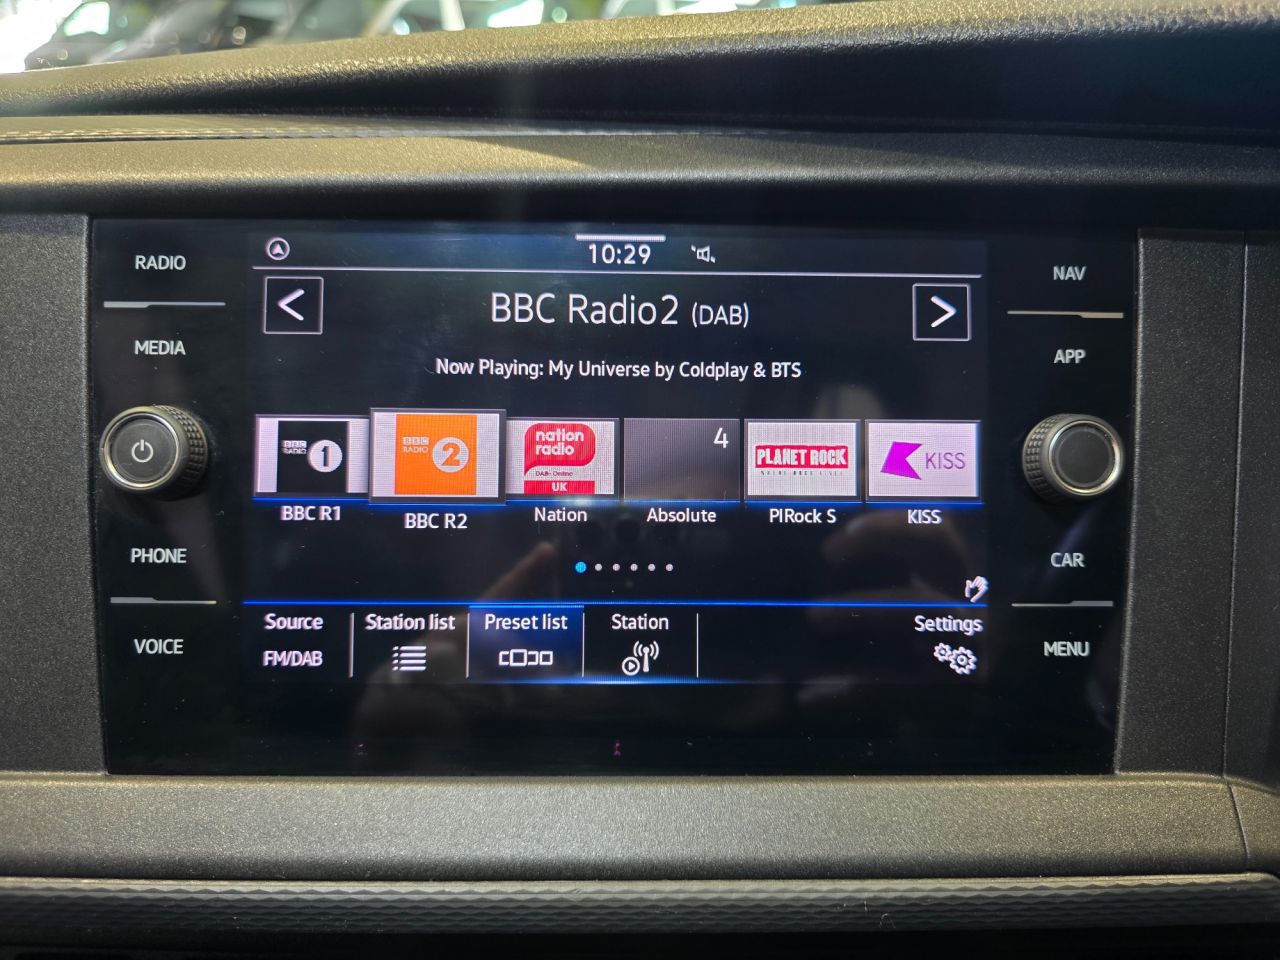 RADIO
MEDIA
PHONE
VOICE
10:29
BBC Radio2 (DAB)
Now Playing: My Universe by Coldplay & BTS
BBC RADIO 1
BBC RADIO 2
nation radio
DAB+ Online
UK
4
PLANET ROCK
KISS
BBC R1
BBC R2
Nation
Absolute
PlRock S
KISS
Source
FM/DAB
Station list
Preset list
Station
Settings
NAV
APP
CAR
MENU